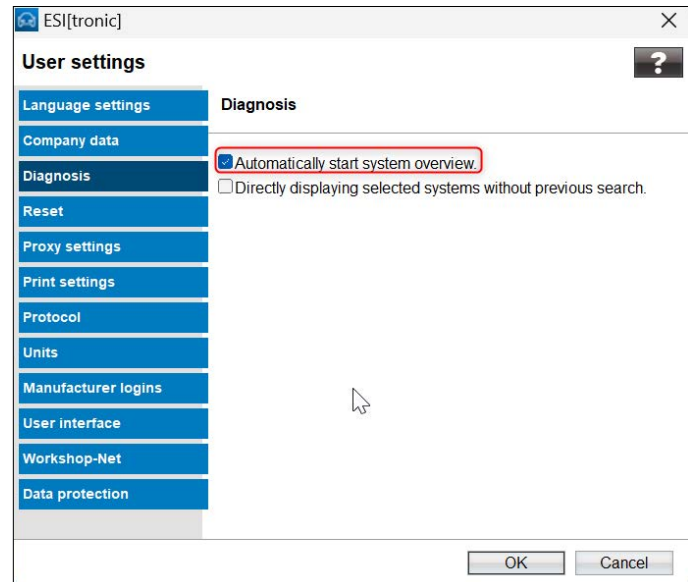 ESI[tronic]
User settings
?
Language settings
Company data
Diagnosis
Reset
Proxy settings
Print settings
Protocol
Units
Manufacturer logins
User interface
Workshop-Net
Data protection
Diagnosis
Automatically start system overview.
Directly displaying selected systems without previous search.
OK
Cancel